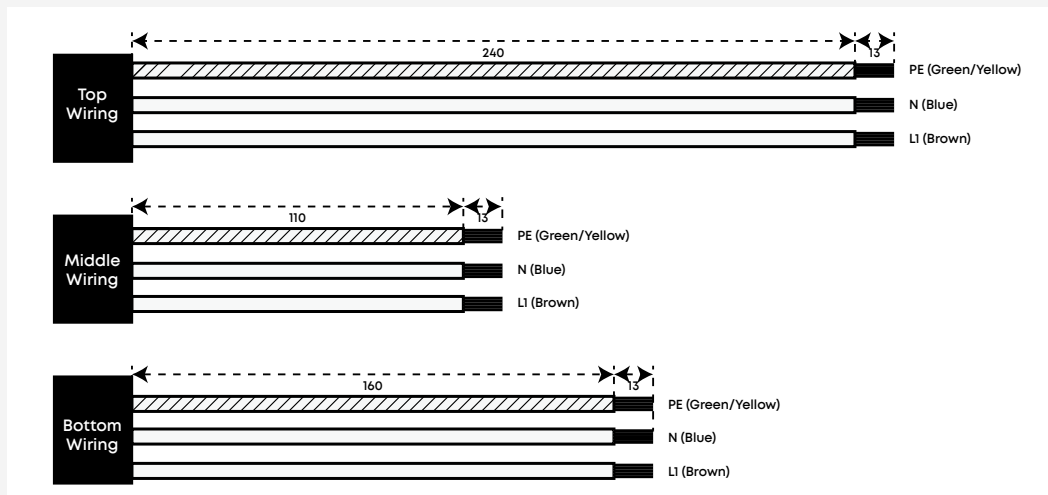 240
13
Top
Wiring
PE (Green/Yellow)
N (Blue)
L1 (Brown)
110
13
Middle
Wiring
PE (Green/Yellow)
N (Blue)
L1 (Brown)
160
13
Bottom
Wiring
PE (Green/Yellow)
N (Blue)
L1 (Brown)